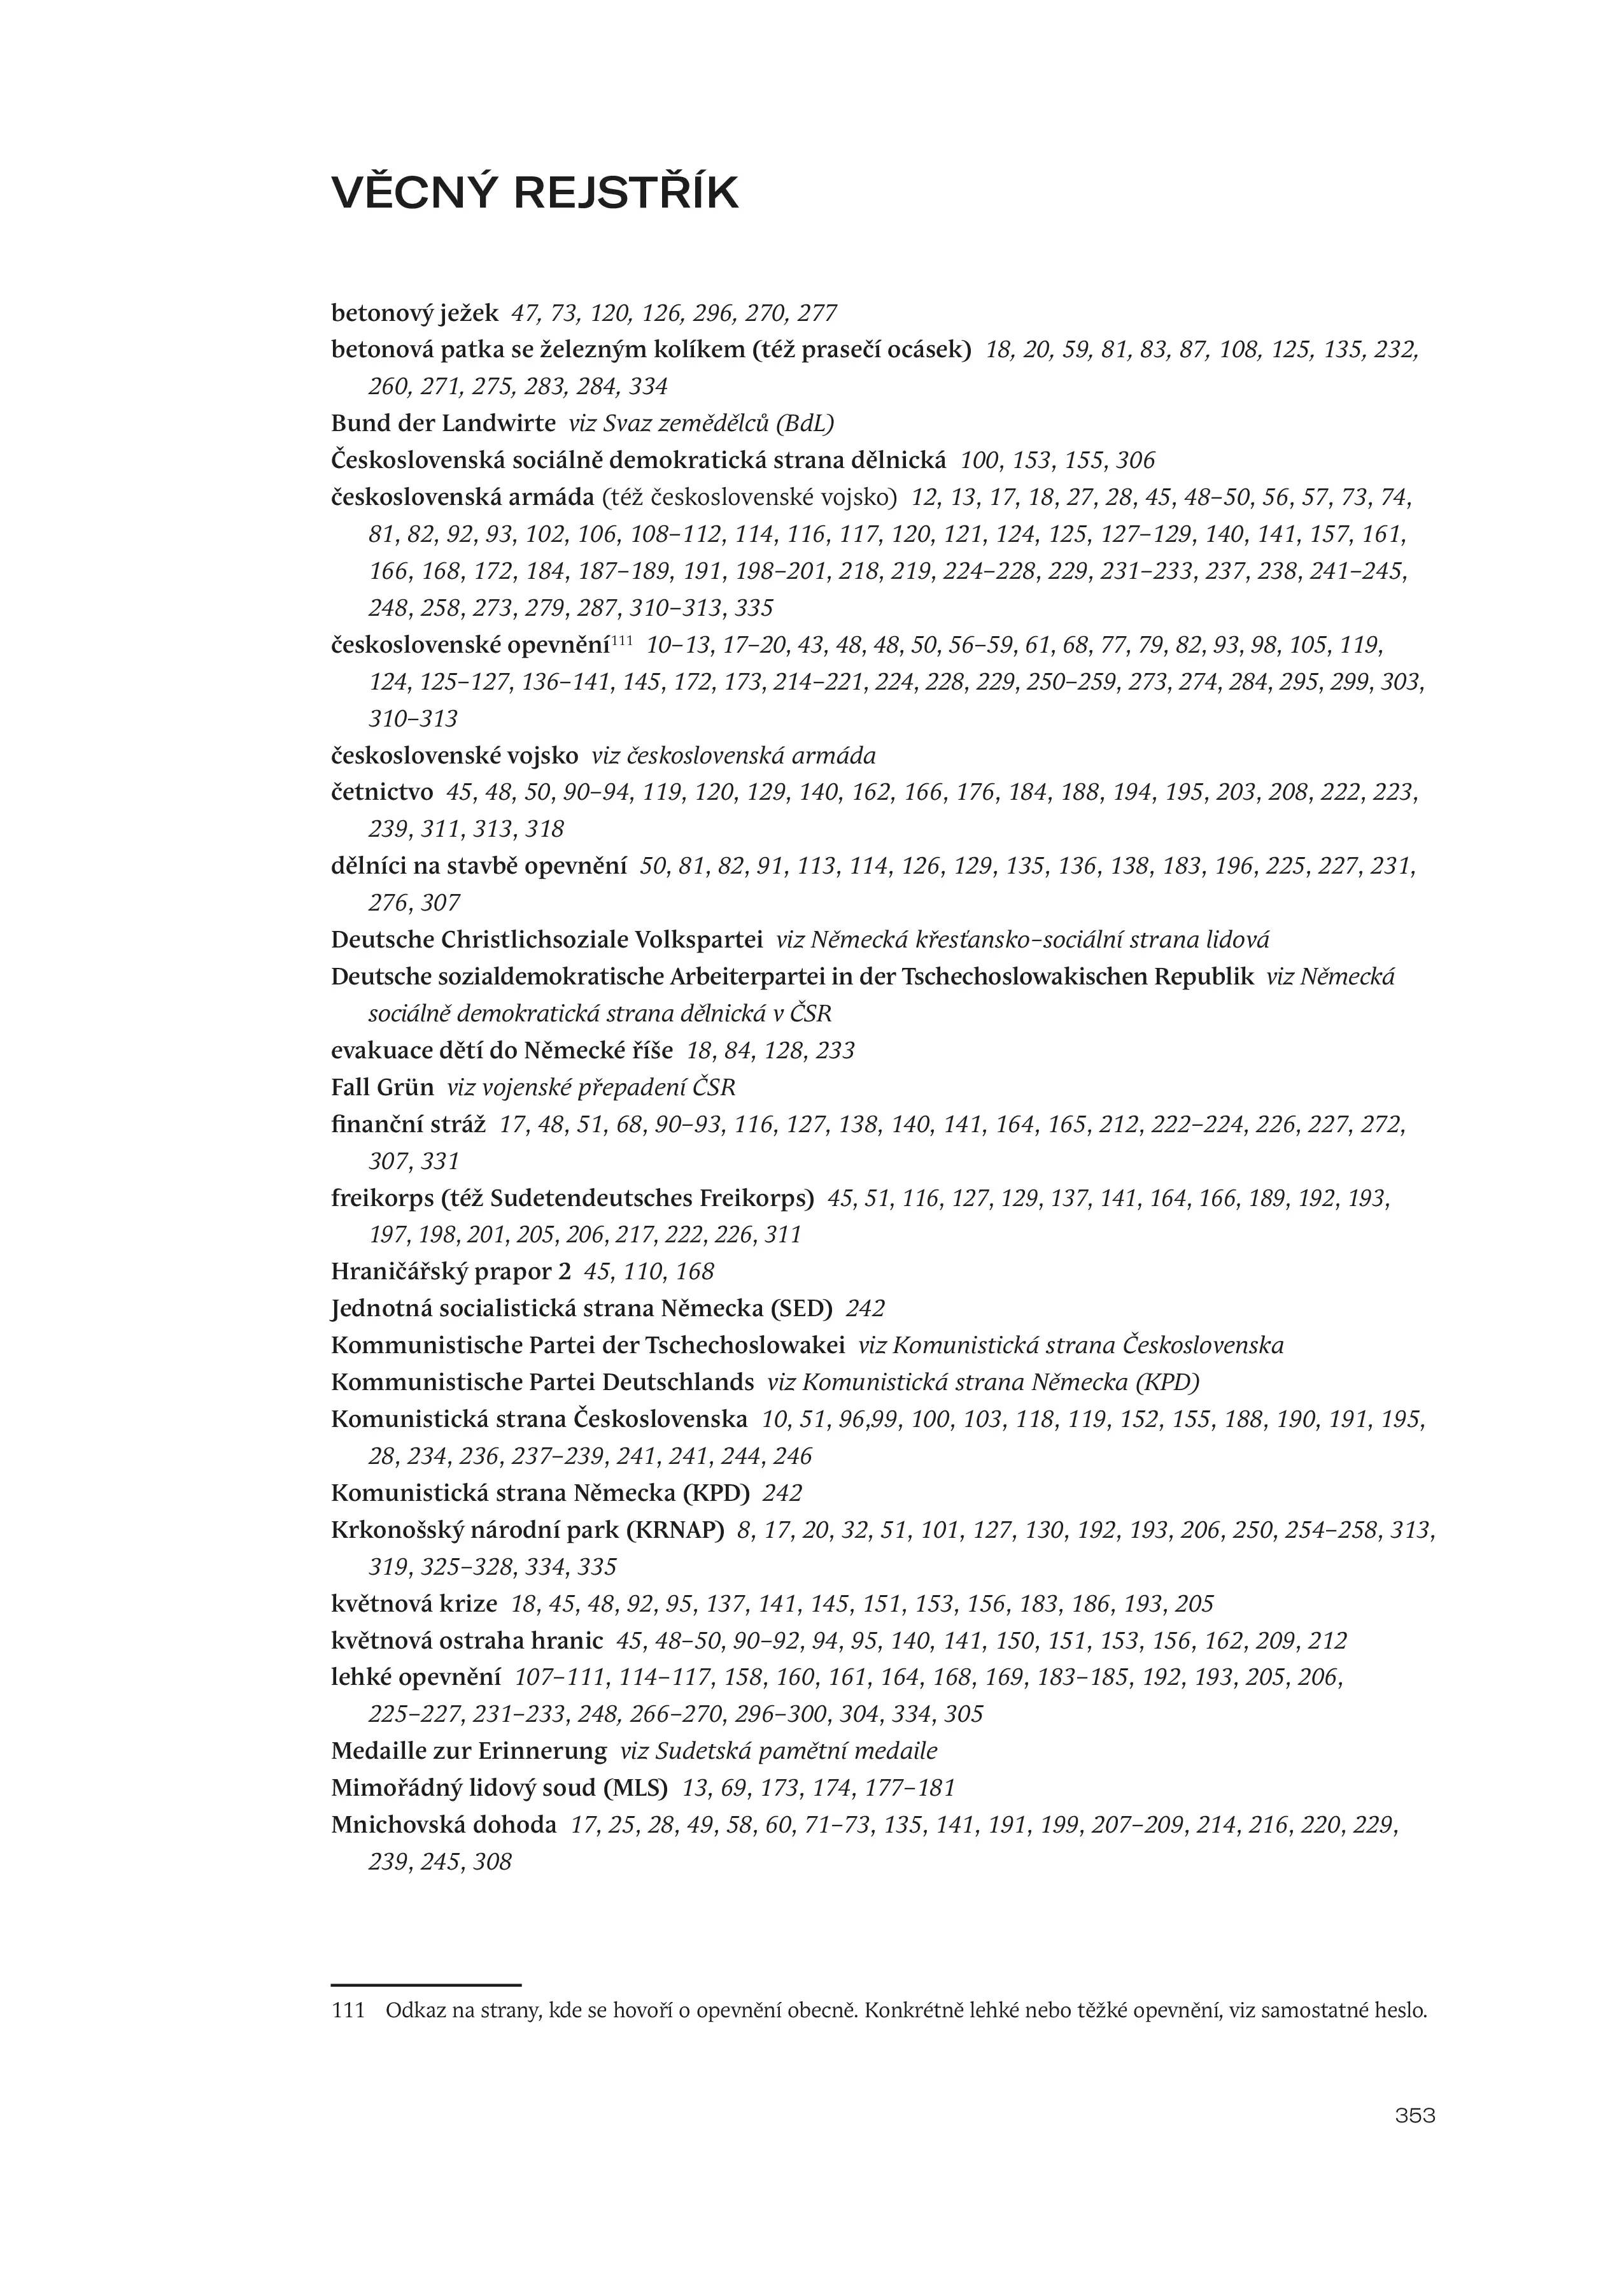 VĚCNÝ REJSTŘÍK
betonový ježek 47, 73, 120, 126, 296, 270, 277
betonová patka se železným kolíkem (též prasečí ocásek) 18, 20, 59, 81, 83, 87, 108, 125, 135, 232,
260, 271, 275, 283, 284, 334
Bund der Landwirte viz Svaz zemědělců (BdL)
Československá sociálně demokratická strana dělnická 100, 153, 155, 306
československá armáda (též československé vojsko) 12, 13, 17, 18, 27, 28, 45, 48–50, 56, 57, 73, 74,
81, 82, 92, 93, 102, 106, 108–112, 114, 116, 117, 120, 121, 124, 125, 127–129, 140, 141, 157, 161,
166, 168, 172, 184, 187–189, 191, 198–201, 218, 219, 224–228, 229, 231–233, 237, 238, 241–245,
248, 258, 273, 279, 287, 310–313, 335
československé opevnění111 10–13, 17–20, 43, 48, 48, 50, 56–59, 61, 68, 77, 79, 82, 93, 98, 105, 119,
124, 125–127, 136–141, 145, 172, 173, 214–221, 224, 228, 229, 250–259, 273, 274, 284, 295, 299, 303,
310–313
československé vojsko viz československá armáda
četnictvo 45, 48, 50, 90–94, 119, 120, 129, 140, 162, 166, 176, 184, 188, 194, 195, 203, 208, 222, 223,
239, 311, 313, 318
dělníci na stavbě opevnění 50, 81, 82, 91, 113, 114, 126, 129, 135, 136, 138, 183, 196, 225, 227, 231,
276, 307
Deutsche Christlichsoziale Volkspartei viz Německá křesťansko–sociální strana lidová
Deutsche sozialdemokratische Arbeiterpartei in der Tschechoslowakischen Republik viz Německá
sociálně demokratická strana dělnická v ČSR
evakuace dětí do Německé říše 18, 84, 128, 233
Fall Grün viz vojenské přepadení ČSR
finanční stráž 17, 48, 51, 68, 90–93, 116, 127, 138, 140, 141, 164, 165, 212, 222–224, 226, 227, 272,
307, 331
freikorps (též Sudetendeutsches Freikorps) 45, 51, 116, 127, 129, 137, 141, 164, 166, 189, 192, 193,
197, 198, 201, 205, 206, 217, 222, 226, 311
Hraničářský prapor 2 45, 110, 168
Jednotná socialistická strana Německa (SED) 242
Kommunistische Partei der Tschechoslowakei viz Komunistická strana Československa
Kommunistische Partei Deutschlands viz Komunistická strana Německa (KPD)
Komunistická strana Československa 10, 51, 96,99, 100, 103, 118, 119, 152, 155, 188, 190, 191, 195,
28, 234, 236, 237–239, 241, 241, 244, 246
Komunistická strana Německa (KPD) 242
Krkonošský národní park (KRNAP) 8, 17, 20, 32, 51, 101, 127, 130, 192, 193, 206, 250, 254–258, 313,
319, 325–328, 334, 335
květnová krize 18, 45, 48, 92, 95, 137, 141, 145, 151, 153, 156, 183, 186, 193, 205
květnová ostraha hranic 45, 48–50, 90–92, 94, 95, 140, 141, 150, 151, 153, 156, 162, 209, 212
lehké opevnění 107–111, 114–117, 158, 160, 161, 164, 168, 169, 183–185, 192, 193, 205, 206,
225–227, 231–233, 248, 266–270, 296–300, 304, 334, 305
Medaille zur Erinnerung viz Sudetská pamětní medaile
Mimořádný lidový soud (MLS) 13, 69, 173, 174, 177–181
Mnichovská dohoda 17, 25, 28, 49, 58, 60, 71–73, 135, 141, 191, 199, 207–209, 214, 216, 220, 229,
239, 245, 308
111 Odkaz na strany, kde se hovoří o opevnění obecně. Konkrétně lehké nebo těžké opevnění, viz samostatné heslo.
353